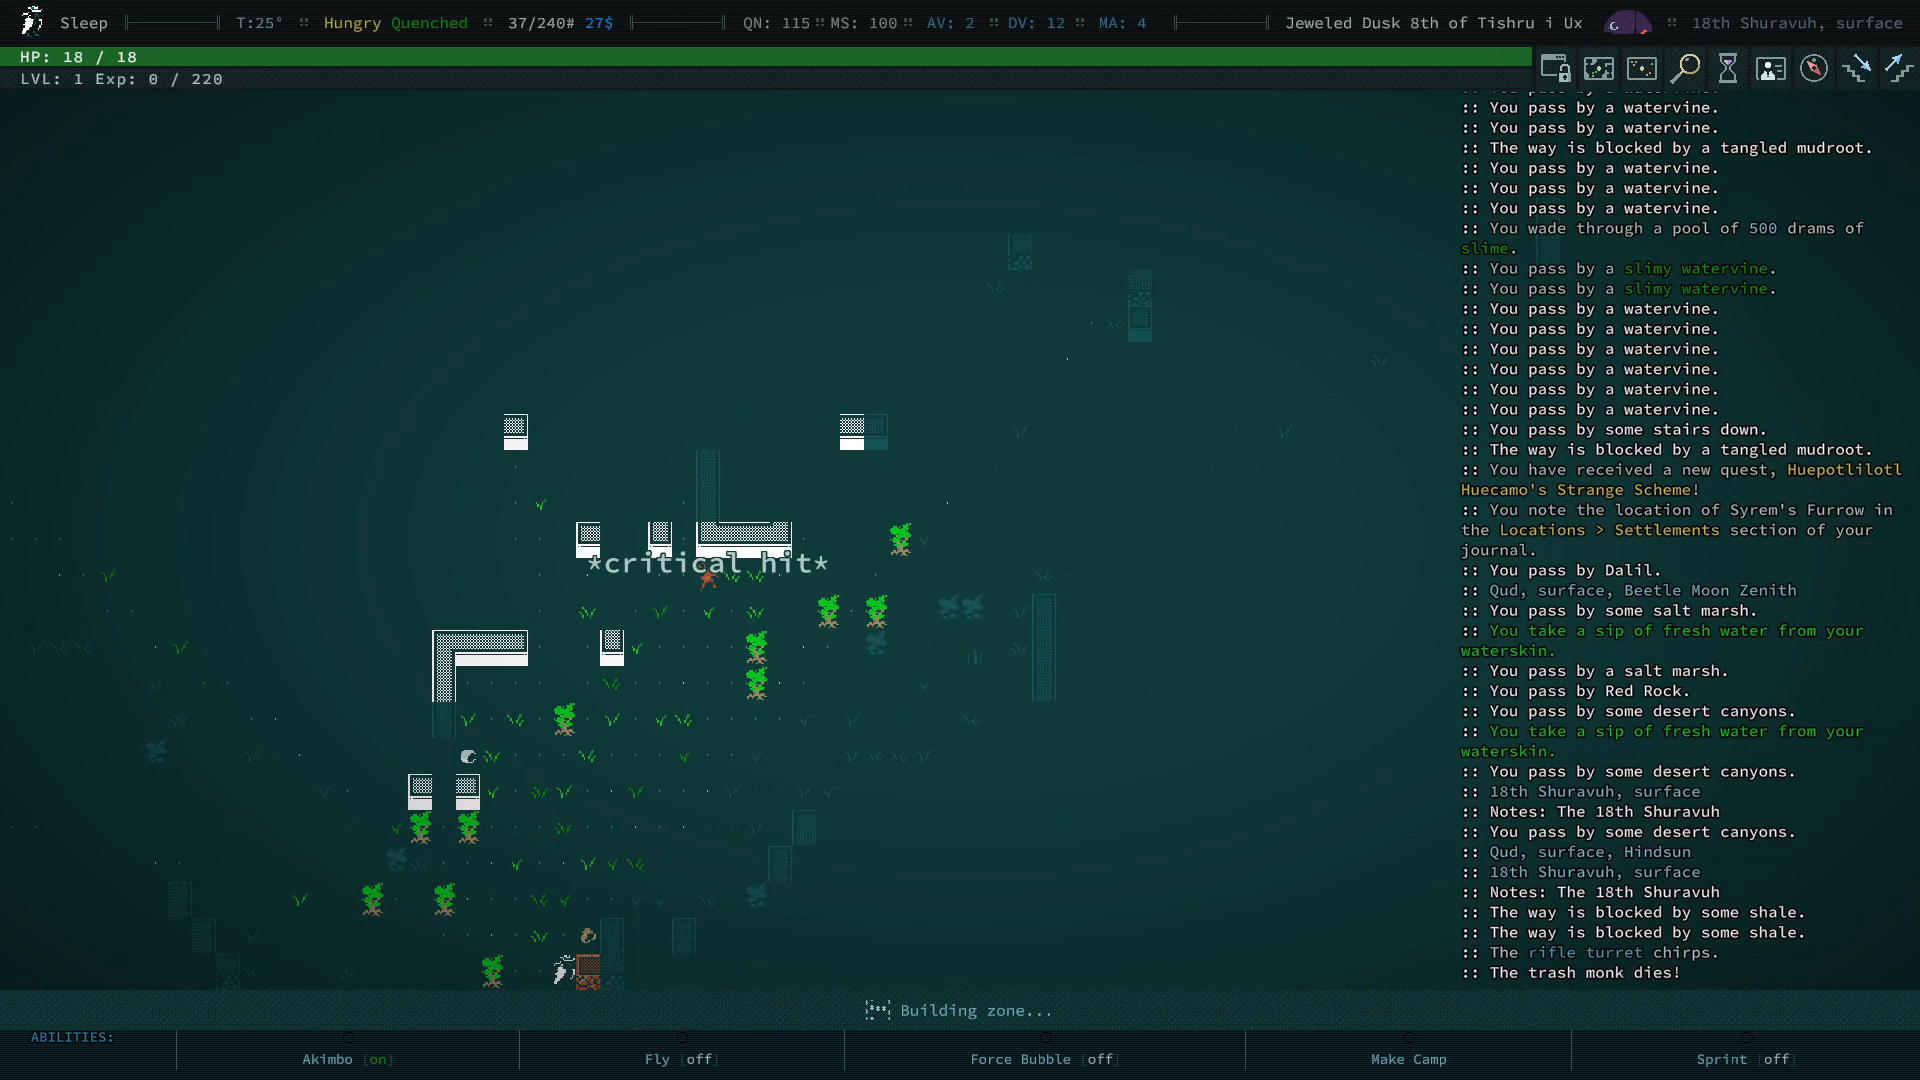 Sleep T:25° :: Hungry Quenched :: 37/240# 27$ QN: 115 :: MS: 100 :: AV: 2 :: DV: 12 :: MA: 4 Jeweled Dusk 8th of Tishru i Ux :: 18th Shuravuh, surface
HP: 18 / 18
LVL: 1 Exp: 0 / 220
:: You pass by a watervine.
:: You pass by a watervine.
:: You pass by a watervine.
:: The way is blocked by a tangled mudroot.
:: You pass by a watervine.
:: You pass by a watervine.
:: You pass by a watervine.
:: You wade through a pool of 500 drams of
slime.
:: You pass by a slimy watervine.
:: You pass by a slimy watervine.
:: You pass by a watervine.
:: You pass by a watervine.
:: You pass by a watervine.
:: You pass by a watervine.
:: You pass by a watervine.
:: You pass by a watervine.
:: You pass by some stairs down.
:: The way is blocked by a tangled mudroot.
:: You have received a new quest, Huepotlilotl
Huecamo's Strange Scheme!
:: You note the location of Syrem's Furrow in
the Locations > Settlements section of your
journal.
:: You pass by Dalil.
:: Qud, surface, Beetle Moon Zenith
:: You pass by some salt marsh.
:: You take a sip of fresh water from your
waterskin.
:: You pass by a salt marsh.
:: You pass by Red Rock.
:: You pass by some desert canyons.
:: You take a sip of fresh water from your
waterskin.
:: You pass by some desert canyons.
:: 18th Shuravuh, surface
:: Notes: The 18th Shuravuh
:: You pass by some desert canyons.
:: Qud, surface, Hindsun
:: 18th Shuravuh, surface
:: Notes: The 18th Shuravuh
:: The way is blocked by some shale.
:: The way is blocked by some shale.
:: The rifle turret chirps.
:: The trash monk dies!
*critical hit*
Building zone...
ABILITIES:
Akimbo [on] Fly [off] Force Bubble [off] Make Camp Sprint [off]